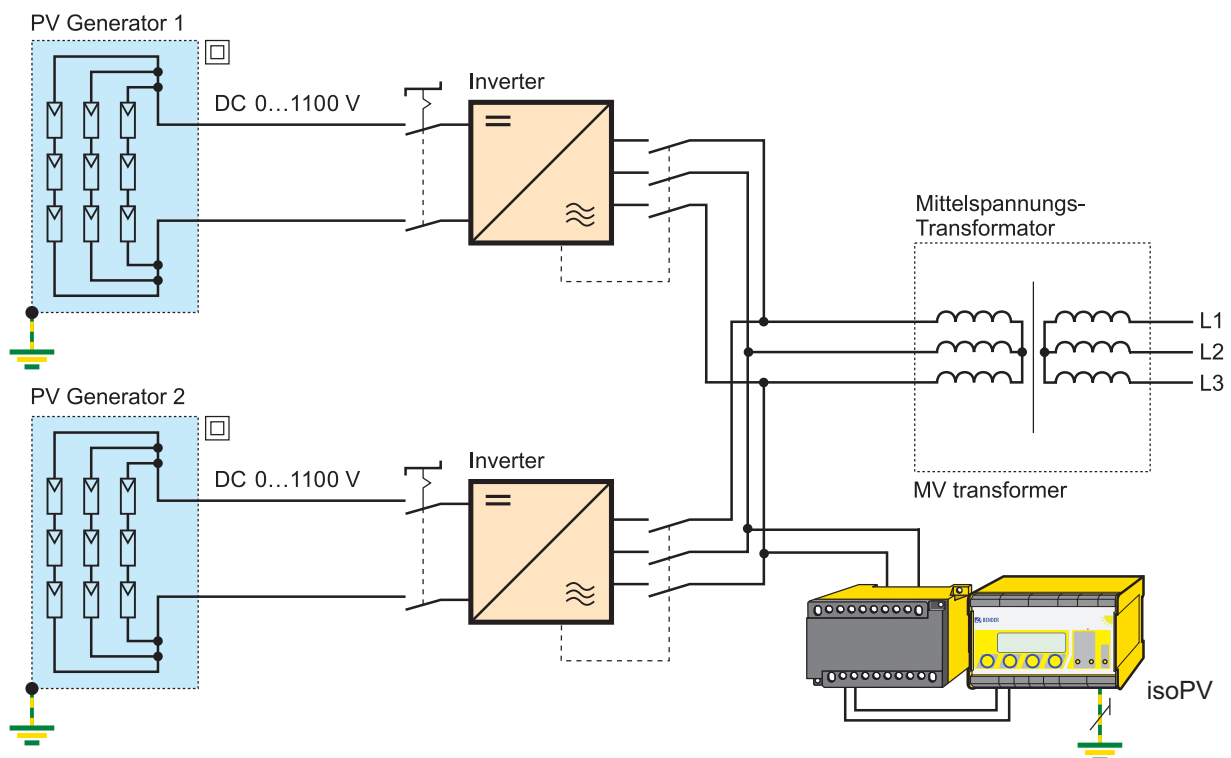 PV Generator 1
DC 0...1100 V
Inverter
Mittelspannungs-
Transformator
L1
L2
L3
MV transformer
PV Generator 2
DC 0...1100 V
Inverter
BENDER
isoPV